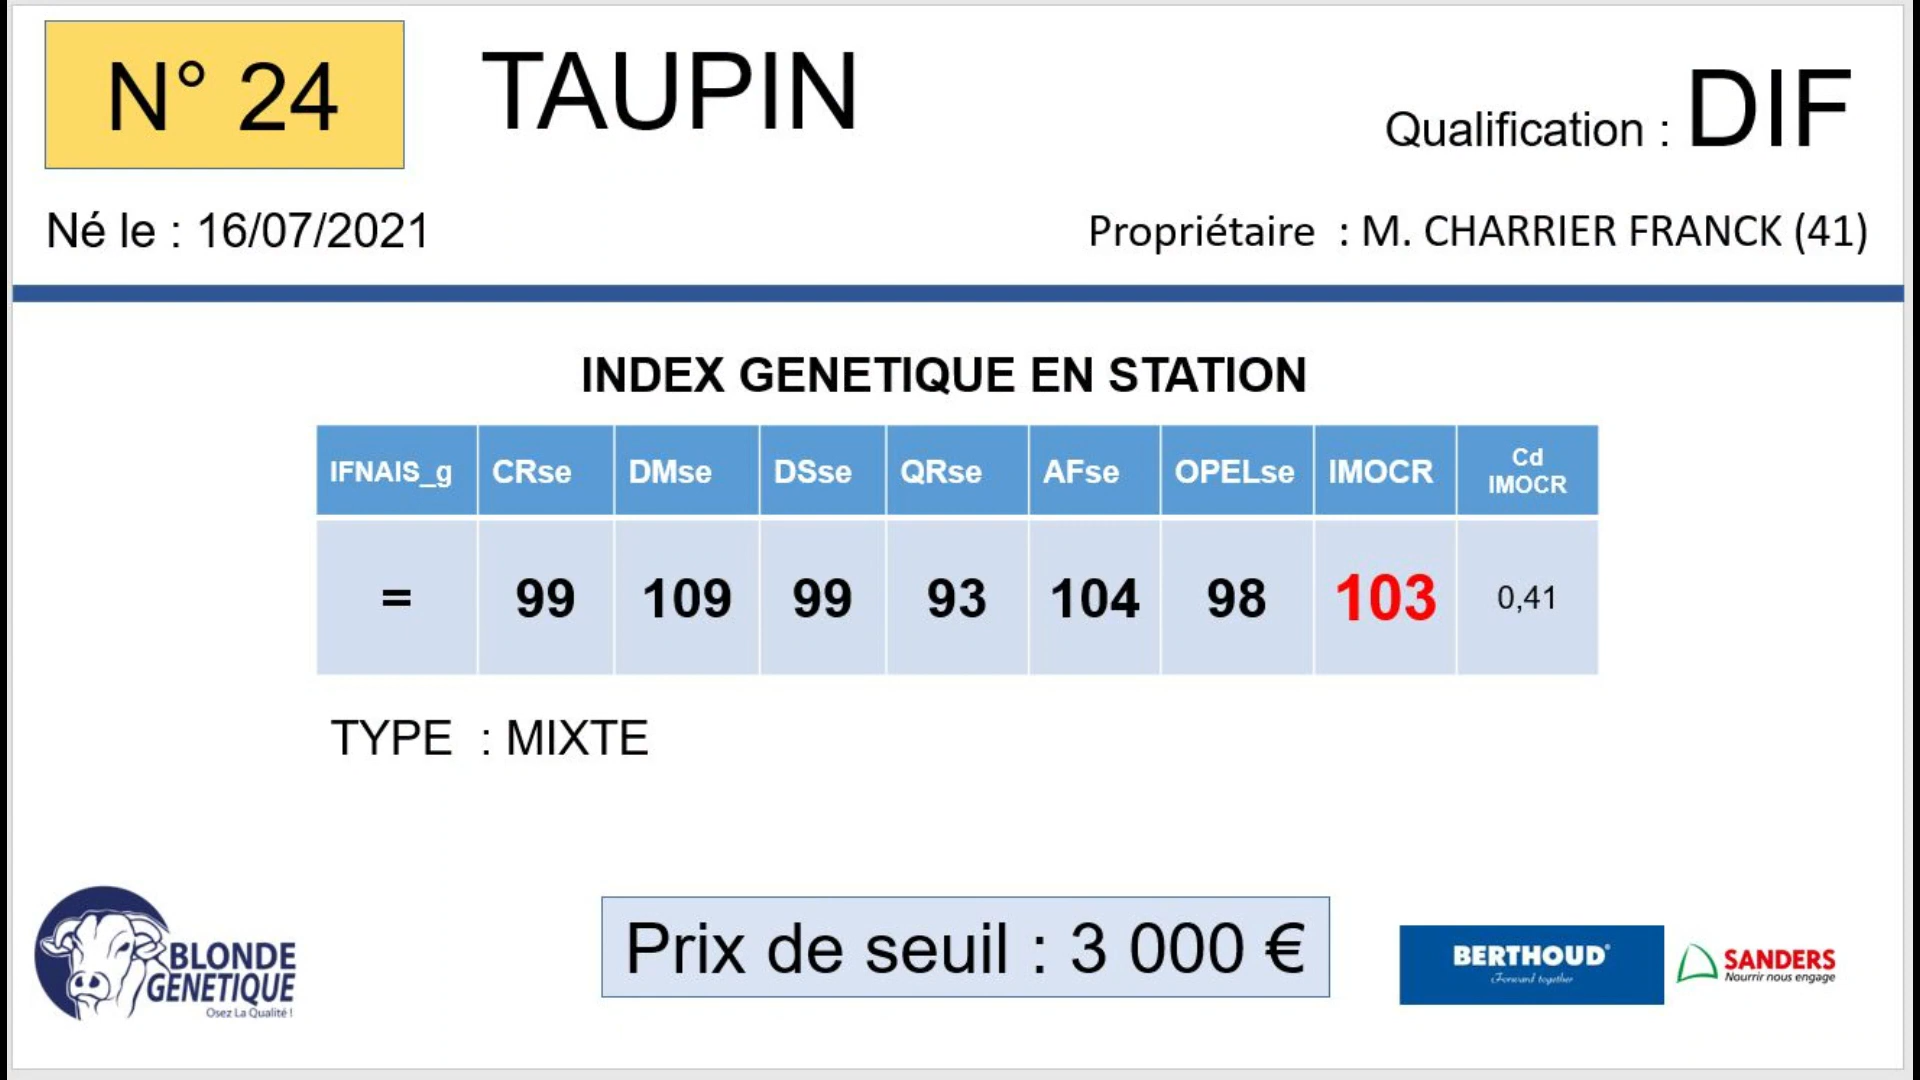 N° 24
TAUPIN
Qualification : DIF
Né le : 16/07/2021
Propriétaire : M. CHARRIER FRANCK (41)
INDEX GENETIQUE EN STATION
IFNAIS_g CRse DMse DSse QRse AFse OPELse IMOCR Cd IMOCR
= 99 109 99 93 104 98 103 0,41
TYPE : MIXTE
Prix de seuil : 3 000 €
BLONDE
GENETIQUE
Osez La Qualité !
BERTHOUD®
Forward together
SANDERS
Nourrir nous engage